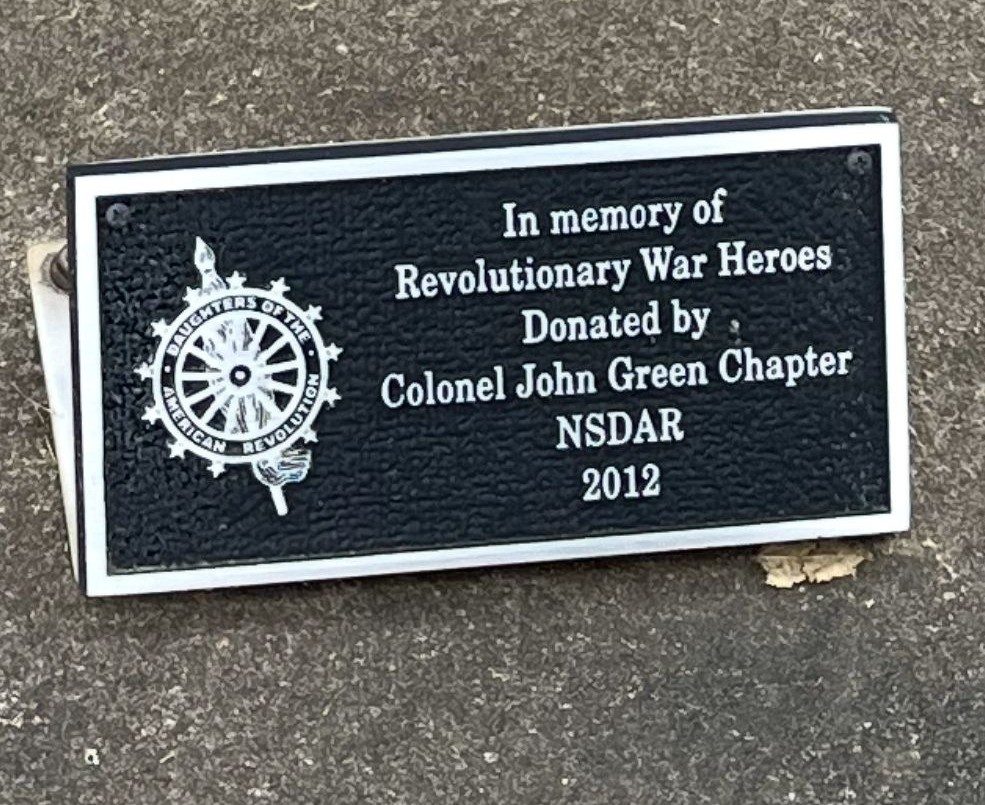 In memory of
Revolutionary War Heroes
Donated by
Colonel John Green Chapter
NSDAR
2012
DAUGHTERS OF THE
AMERICAN REVOLUTION